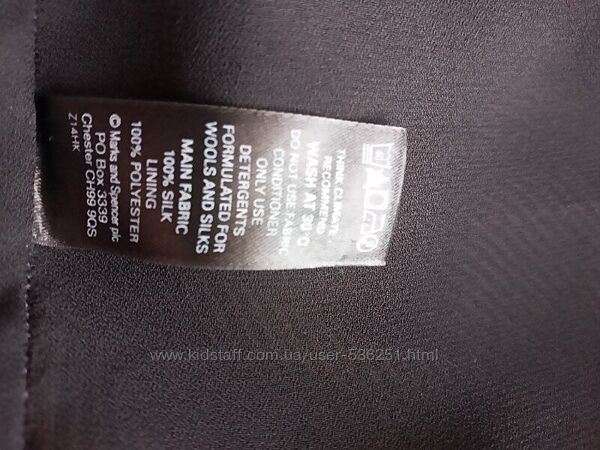 THINK CLIMATE
RECOMMEND
WASH AT 30°C
DO NOT USE FABRIC
CONDITIONER
ONLY USE
DETERGENTS
FORMULATED FOR
WOOLS AND SILKS
MAIN FABRIC
100% SILK
LINING
100% POLYESTER
© Marks and Spencer plc
PO Box 3339
Chester CH99 9QS
Z14HK
www.kidstaff.com.ua/user-536251.html